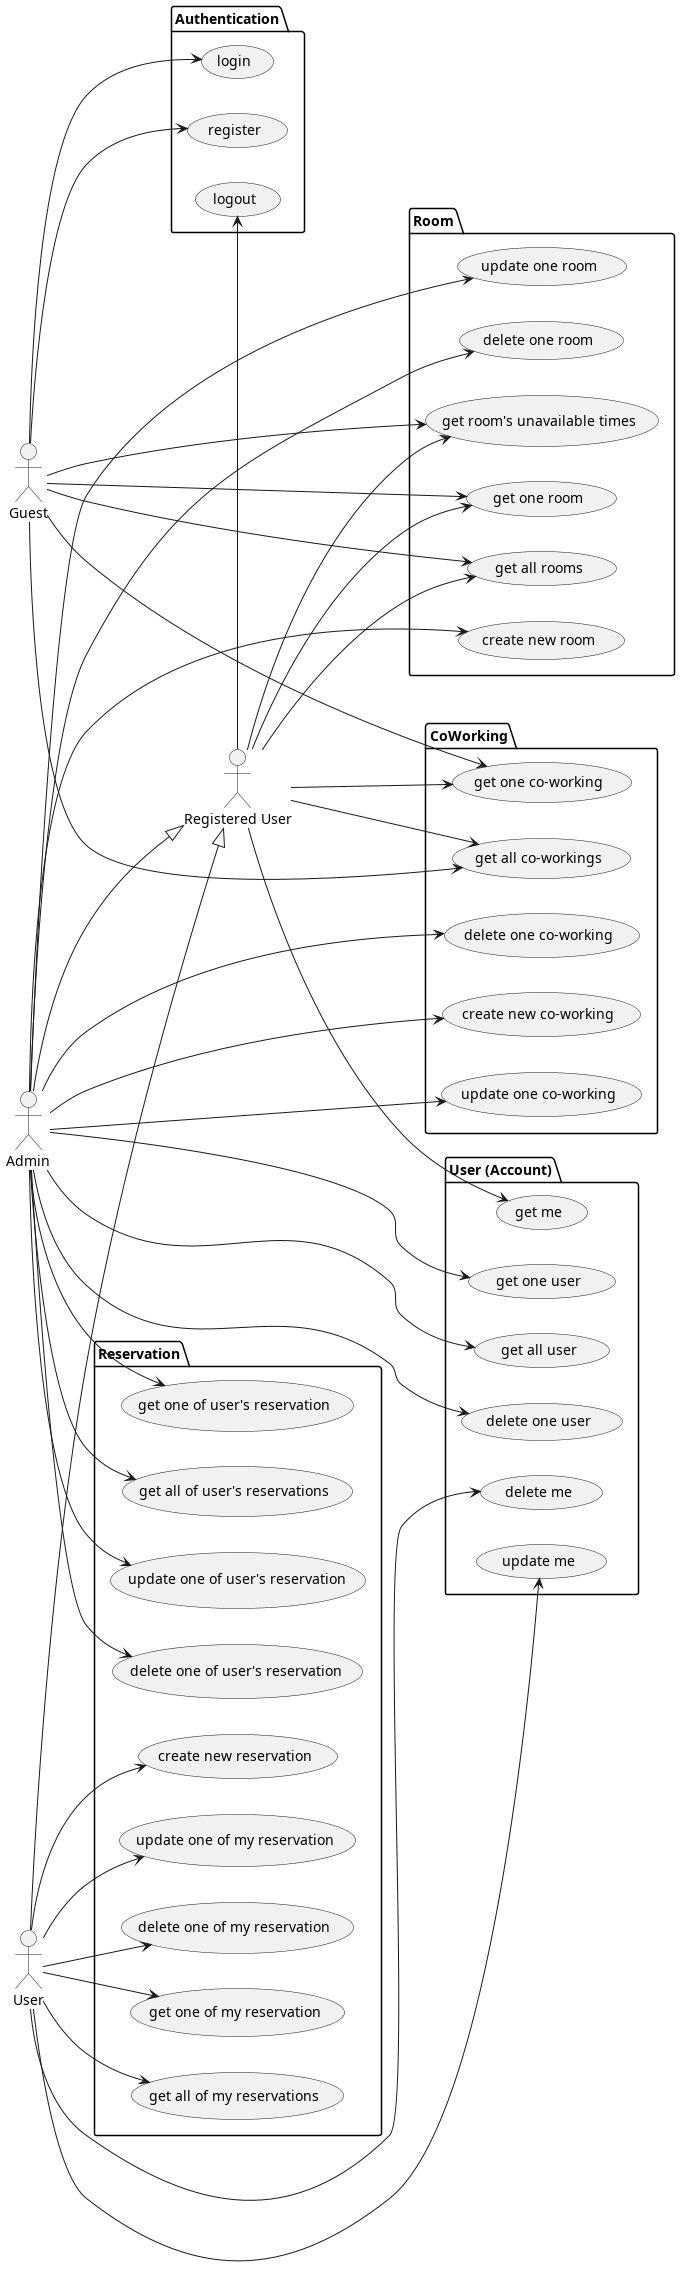 Authentication
login
register
logout
Room
update one room
delete one room
get room's unavailable times
get one room
get all rooms
create new room
Guest
CoWorking
get one co-working
get all co-workings
delete one co-working
create new co-working
update one co-working
Registered User
Admin
User (Account)
get me
get one user
get all user
delete one user
delete me
update me
Reservation
get one of user's reservation
get all of user's reservations
update one of user's reservation
delete one of user's reservation
create new reservation
update one of my reservation
delete one of my reservation
get one of my reservation
get all of my reservations
User